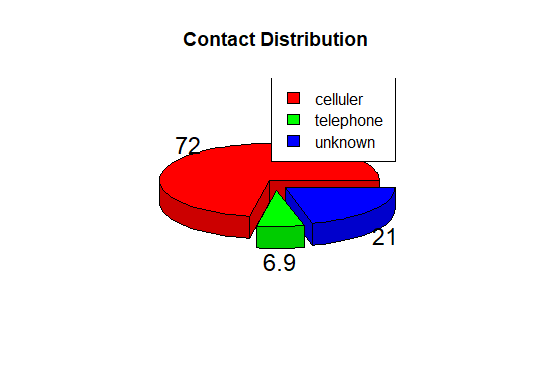 Contact Distribution
celluler
telephone
unknown
72
21
6.9